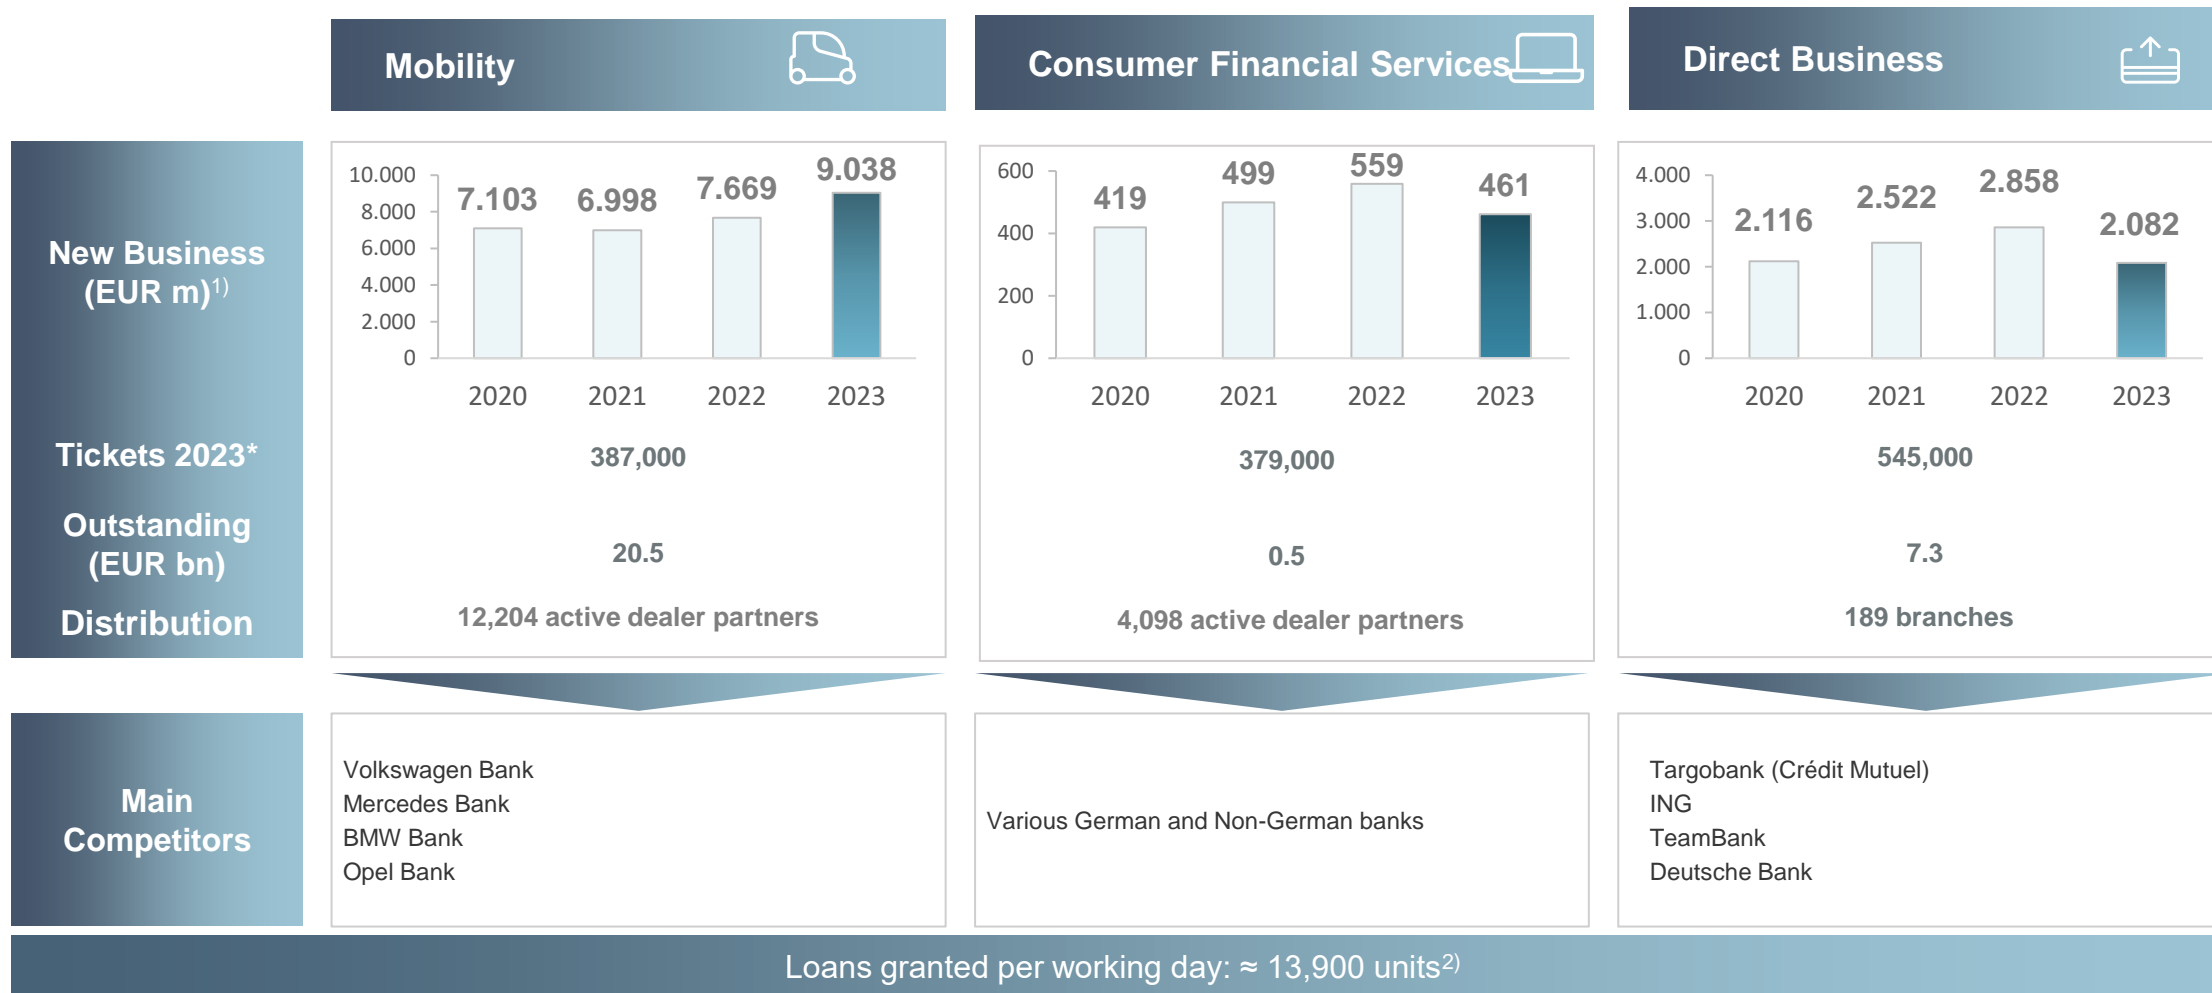 Mobility
Consumer Financial Services
Direct Business
New Business
(EUR m)1)
10.000
8.000
6.000
4.000
2.000
0
7.103
6.998
7.669
9.038
2020
2021
2022
2023
600
400
200
0
419
499
559
461
2020
2021
2022
2023
4.000
3.000
2.000
1.000
0
2.116
2.522
2.858
2.082
2020
2021
2022
2023
Tickets 2023*
387,000
379,000
545,000
Outstanding
(EUR bn)
20.5
0.5
7.3
Distribution
12,204 active dealer partners
4,098 active dealer partners
189 branches
Main
Competitors
Volkswagen Bank
Mercedes Bank
BMW Bank
Opel Bank
Various German and Non-German banks
Targobank (Crédit Mutuel)
ING
TeamBank
Deutsche Bank
Loans granted per working day: ≈ 13,900 units2)